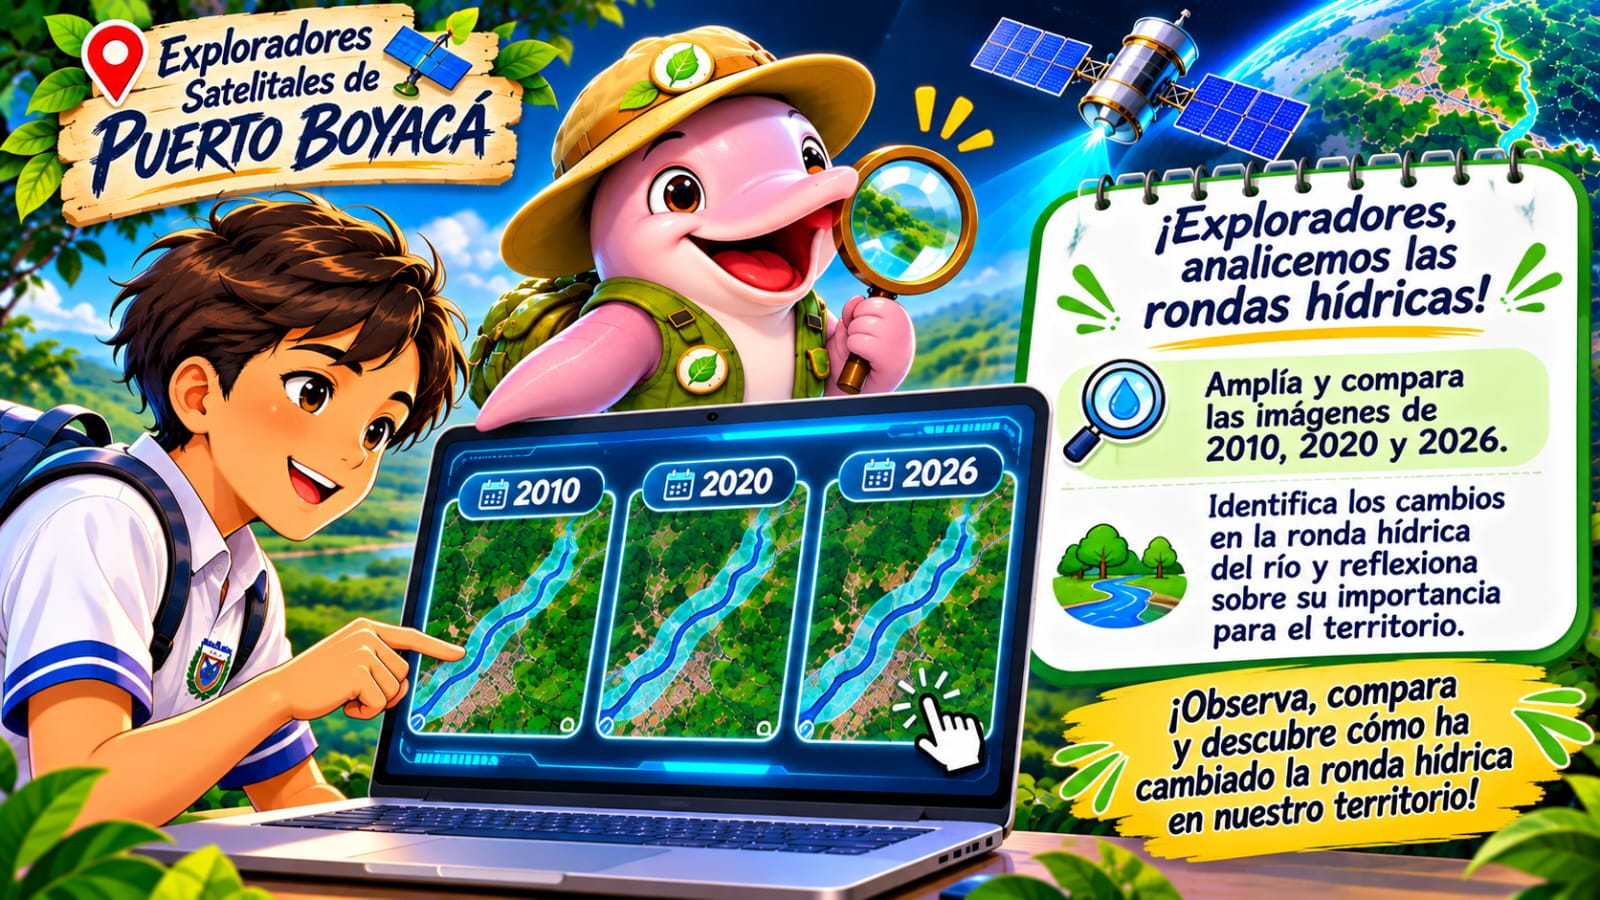 Exploradores
Satelitales de
PUERTO BOYACÁ
2010
2020
2026
¡Exploradores,
analicemos las
rondas hídricas!
Amplía y compara
las imágenes de
2010, 2020 y 2026.
Identifica los cambios
en la ronda hídrica
del río y reflexiona
sobre su importancia
para el territorio.
¡Observa, compara
y descubre cómo ha
cambiado la ronda hídrica
en nuestro territorio!